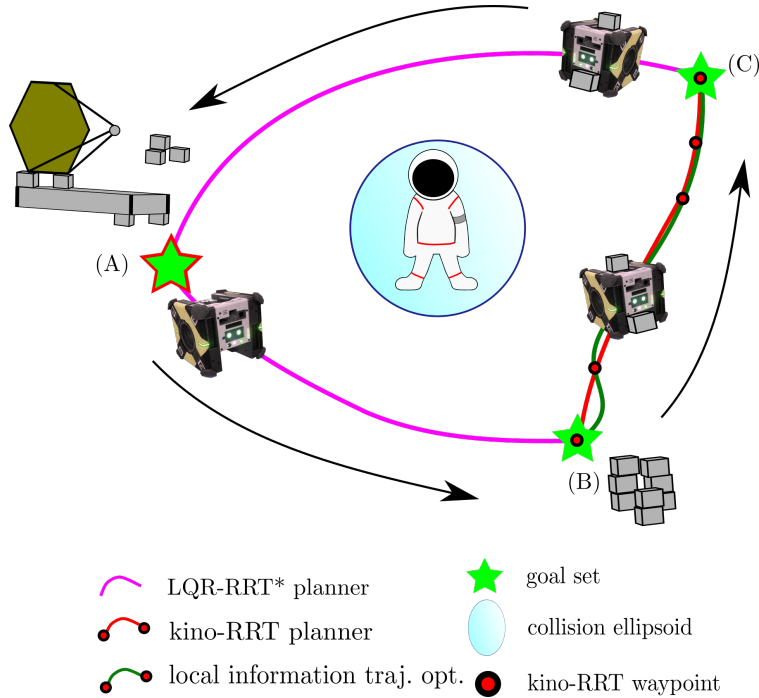 (C)
(A)
(B)
LQR-RRT* planner
goal set
kino-RRT planner
collision ellipsoid
local information traj. opt.
kino-RRT waypoint